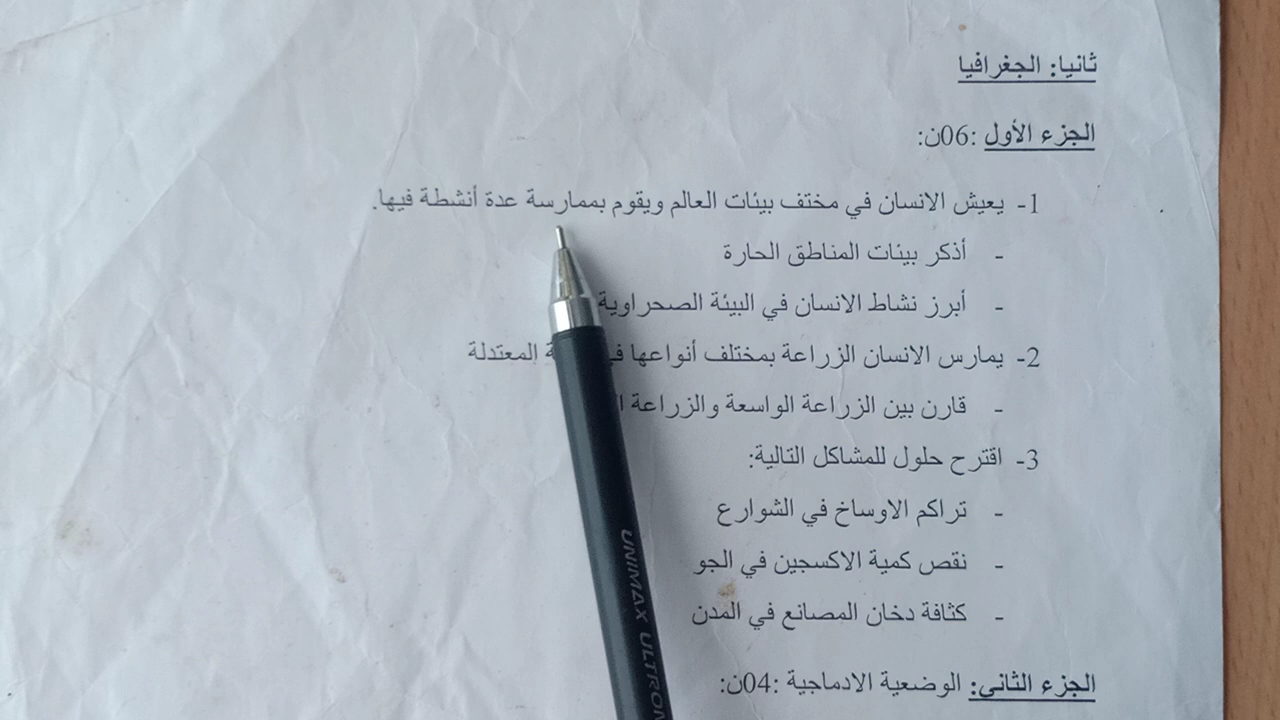 ثانيا: الجغرافيا
الجزء الأول :06ن:
1- يعيش الانسان في مختف بيئات العالم ويقوم بممارسة عدة أنشطة فيها.
- أذكر بيئات المناطق الحارة
- أبرز نشاط الانسان في البيئة الصحراوية
2- يمارس الانسان الزراعة بمختلف أنواعها المعتدلة
- قارن بين الزراعة الواسعة والزراعة
3- اقترح حلول للمشاكل التالية:
- تراكم الاوساخ في الشوارع
- نقص كمية الاكسجين في الجو
- كثافة دخان المصانع في المدن
الجزء الثاني: الوضعية الادماجية :04ن:
UNIMAX ULTRON